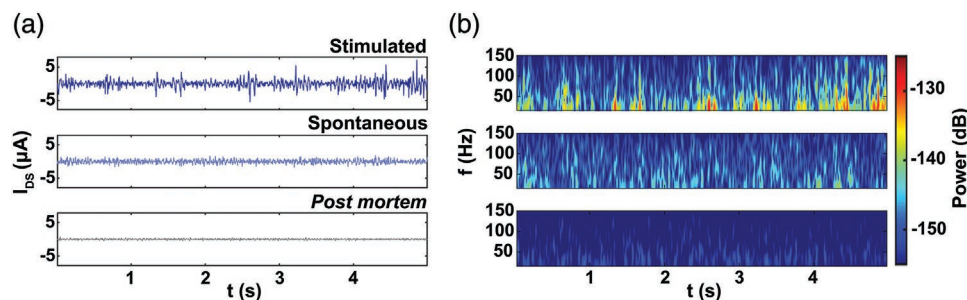 (a)
Stimulated
5
-5
Spontaneous
5
-5
I_DS (µA)
Post mortem
5
-5
1 2 3 4
t (s)
(b)
150
100
50
150
100
50
f (Hz)
150
100
50
1 2 3 4
t (s)
-130
-140
-150
Power (dB)